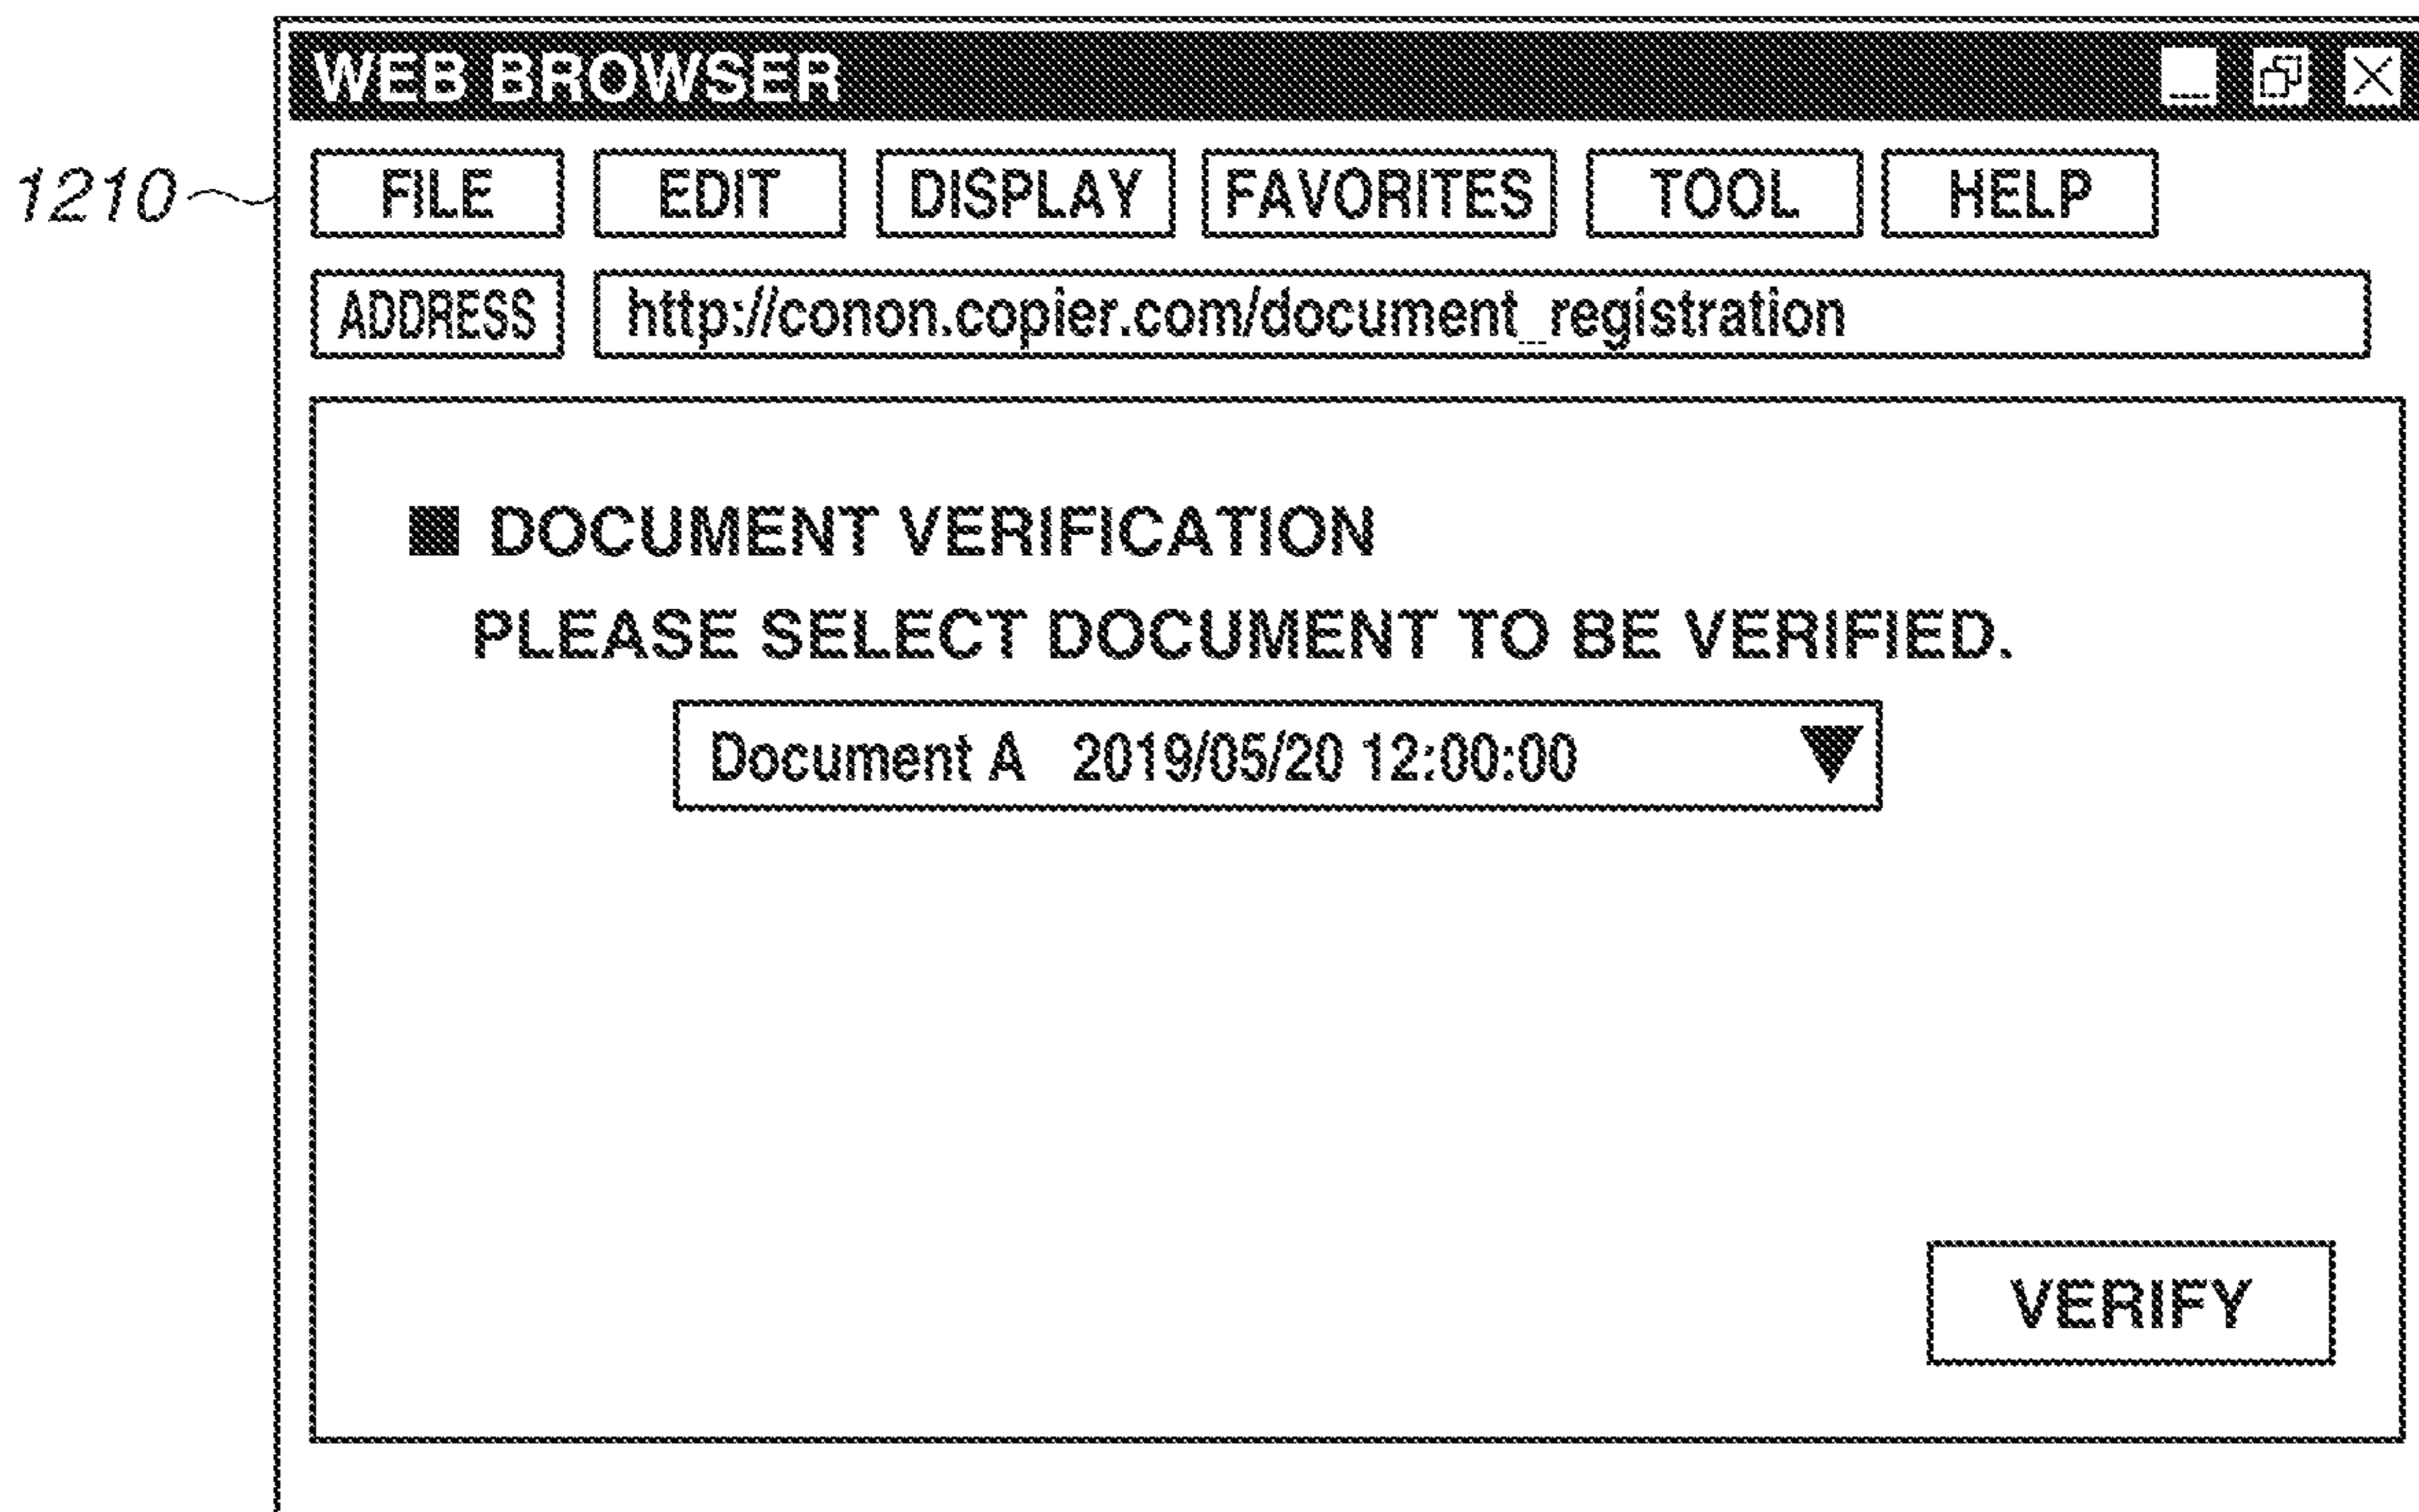 WEB BROWSER
1210
FILE EDIT DISPLAY FAVORITES TOOL HELP
ADDRESS http://conon.copier.com/document_registration
■ DOCUMENT VERIFICATION
PLEASE SELECT DOCUMENT TO BE VERIFIED.
Document A 2019/05/20 12:00:00 ▼
VERIFY